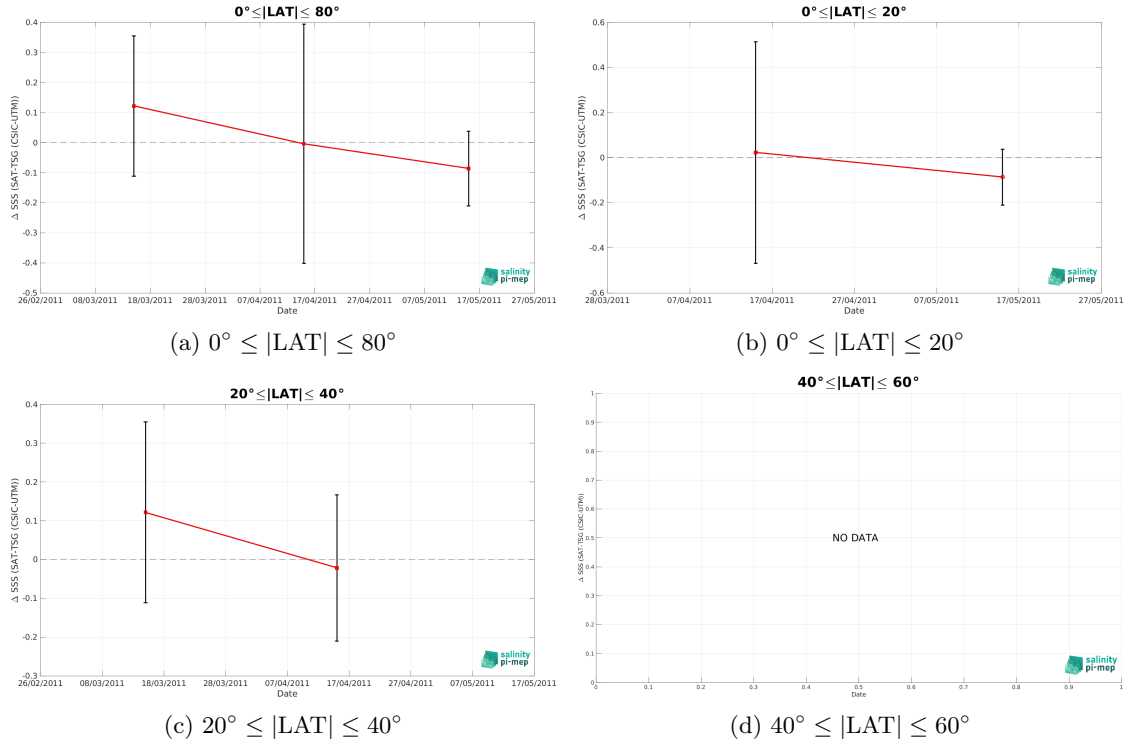 0°≤|LAT|≤ 80°
Δ SSS (SAT-TSG (CSIC-UTM))
0.4
0.3
0.2
0.1
0
-0.1
-0.2
-0.3
-0.4
-0.5
26/02/2011 08/03/2011 18/03/2011 28/03/2011 07/04/2011 17/04/2011 27/04/2011 07/05/2011 17/05/2011 27/05/2011
Date
salinity
pi-mep
(a) 0° ≤ |LAT| ≤ 80°
0°≤|LAT|≤ 20°
Δ SSS (SAT-TSG (CSIC-UTM))
0.6
0.4
0.2
0
-0.2
-0.4
-0.6
28/03/2011 07/04/2011 17/04/2011 27/04/2011 07/05/2011 17/05/2011 27/05/2011
Date
salinity
pi-mep
(b) 0° ≤ |LAT| ≤ 20°
20°≤|LAT|≤ 40°
Δ SSS (SAT-TSG (CSIC-UTM))
0.4
0.3
0.2
0.1
0
-0.1
-0.2
-0.3
26/02/2011 08/03/2011 18/03/2011 28/03/2011 07/04/2011 17/04/2011 27/04/2011 07/05/2011 17/05/2011
Date
salinity
pi-mep
(c) 20° ≤ |LAT| ≤ 40°
40°≤|LAT|≤ 60°
Δ SSS (SAT-TSG (CSIC-UTM))
1
0.9
0.8
0.7
0.6
0.5
0.4
0.3
0.2
0.1
0
NO DATA
0 0.1 0.2 0.3 0.4 0.5 0.6 0.7 0.8 0.9 1
Date
salinity
pi-mep
(d) 40° ≤ |LAT| ≤ 60°